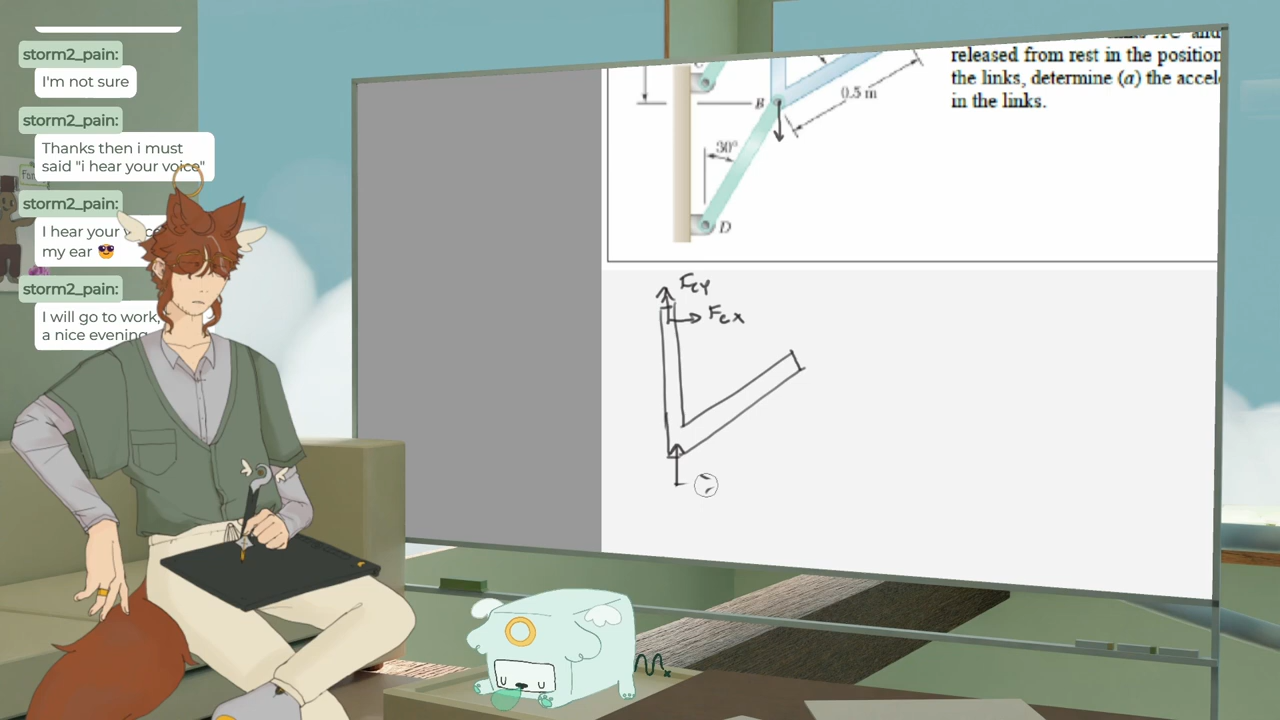 storm2_pain:
I'm not sure
storm2_pain:
Thanks then i must
said "i hear your voice"
storm2_pain:
I hear your
my ear 😎
storm2_pain:
I will go to work,
a nice evening
and
released from rest in the position
the links, determine (a) the accel
in the links.
B
0.5 m
30°
D
Fcy
Fcx